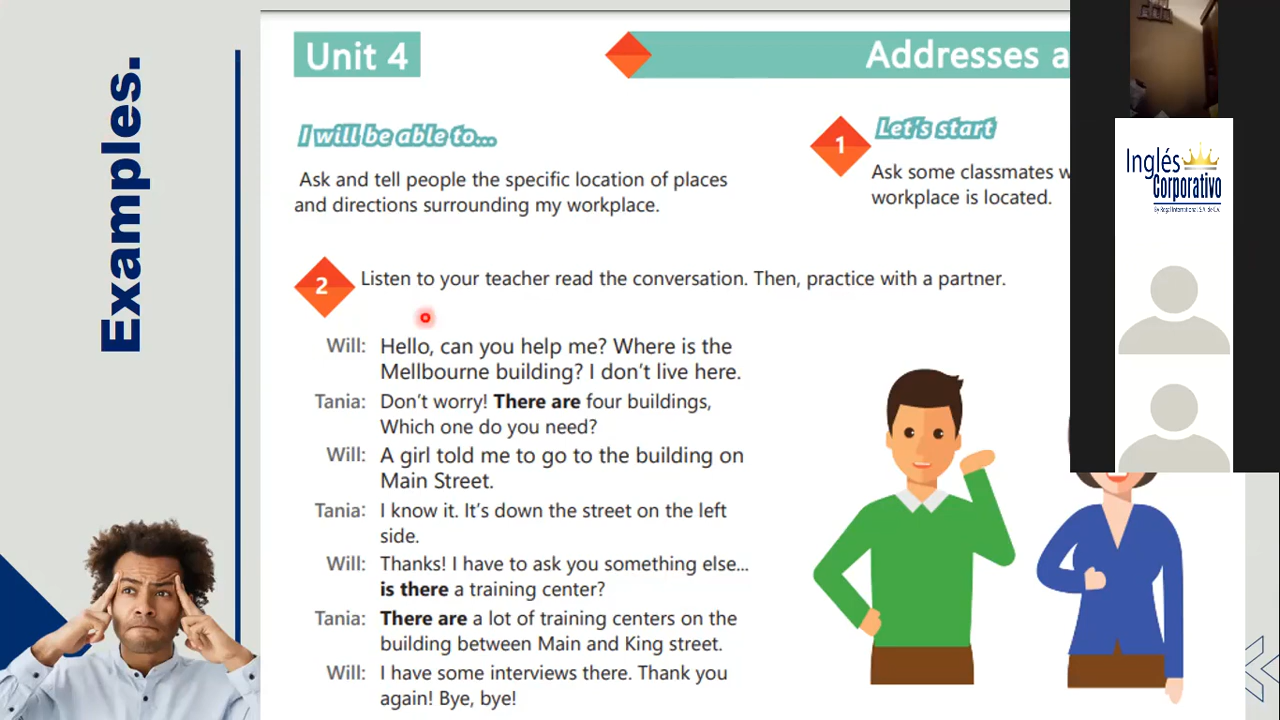 Examples.
Unit 4
Addresses a
I will be able to...
Ask and tell people the specific location of places
and directions surrounding my workplace.
1
Let's start
Ask some classmates w
workplace is located.
2
Listen to your teacher read the conversation. Then, practice with a partner.
Will: Hello, can you help me? Where is the
Mellbourne building? I don't live here.
Tania: Don't worry! There are four buildings,
Which one do you need?
Will: A girl told me to go to the building on
Main Street.
Tania: I know it. It's down the street on the left
side.
Will: Thanks! I have to ask you something else...
is there a training center?
Tania: There are a lot of training centers on the
building between Main and King street.
Will: I have some interviews there. Thank you
again! Bye, bye!
Inglés
Corporativo